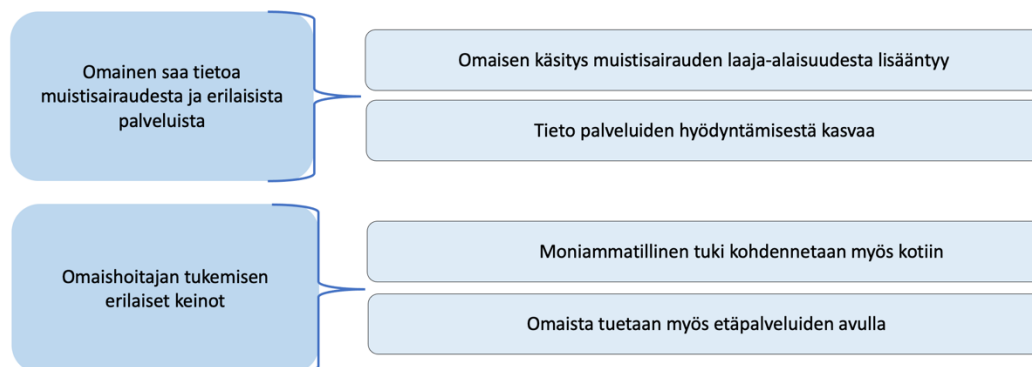 Omainen saa tietoa
muistisairaudesta ja erilaisista
palveluista
Omaisen käsitys muistisairauden laaja-alaisuudesta lisääntyy
Tieto palveluiden hyödyntämisestä kasvaa
Omaishoitajan tukemisen
erilaiset keinot
Moniammatillinen tuki kohdennetaan myös kotiin
Omaista tuetaan myös etäpalveluiden avulla